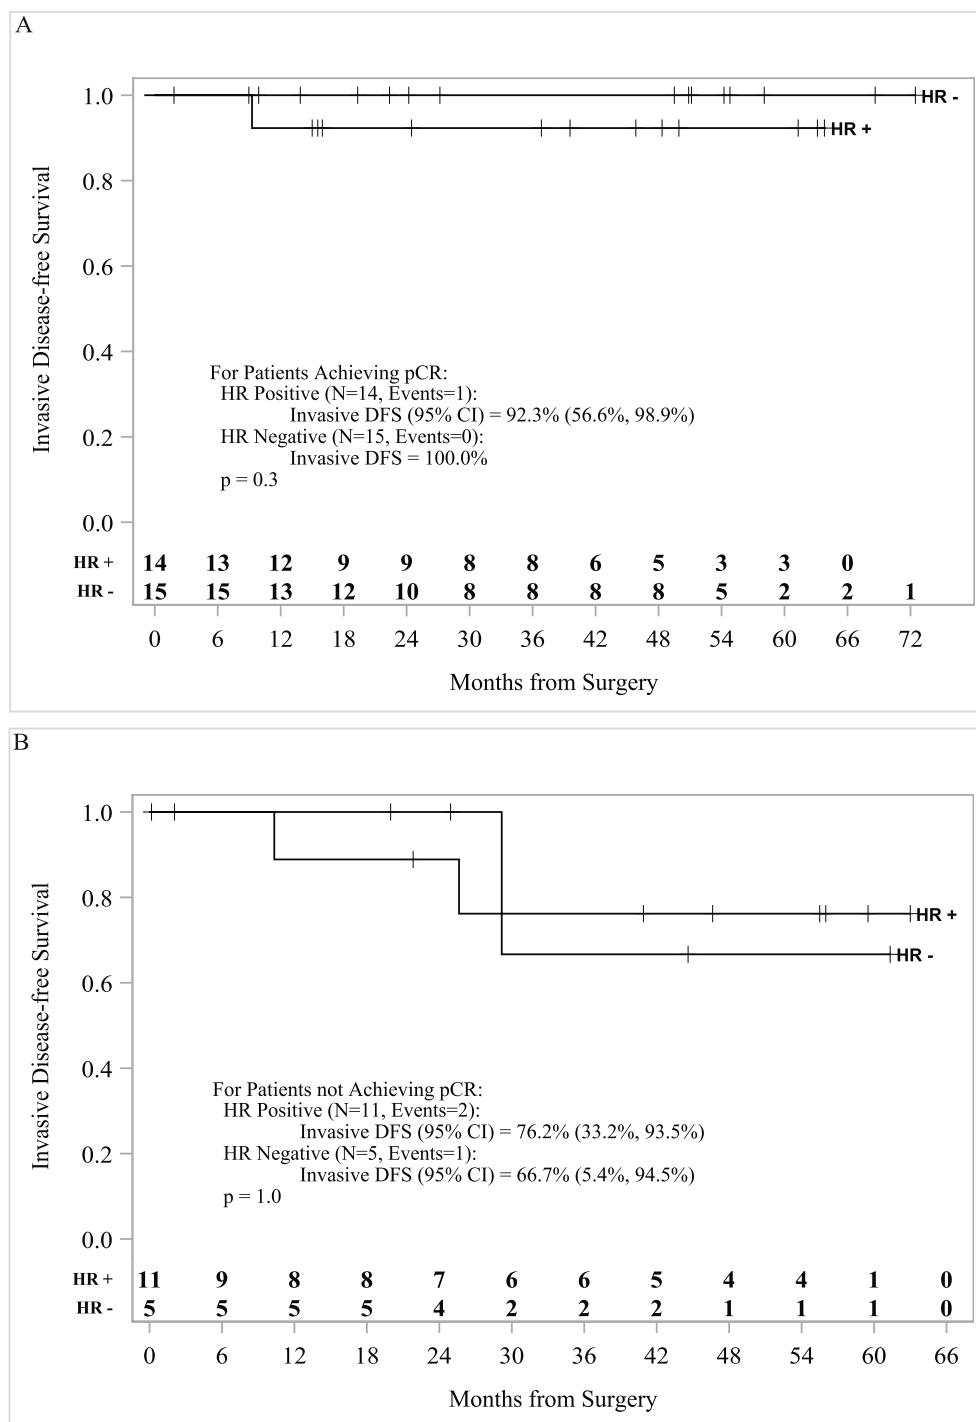 A
1.0
HR -
HR +
0.8
0.6
0.4
0.2
0.0
Invasive Disease-free Survival
For Patients Achieving pCR:
HR Positive (N=14, Events=1):
Invasive DFS (95% CI) = 92.3% (56.6%, 98.9%)
HR Negative (N=15, Events=0):
Invasive DFS = 100.0%
p = 0.3
HR + 14 13 12 9 9 8 8 6 5 3 3 0
HR - 15 15 13 12 10 8 8 8 8 5 2 2 1
0 6 12 18 24 30 36 42 48 54 60 66 72
Months from Surgery
B
1.0
0.8
HR +
HR -
0.6
0.4
0.2
0.0
Invasive Disease-free Survival
For Patients not Achieving pCR:
HR Positive (N=11, Events=2):
Invasive DFS (95% CI) = 76.2% (33.2%, 93.5%)
HR Negative (N=5, Events=1):
Invasive DFS (95% CI) = 66.7% (5.4%, 94.5%)
p = 1.0
HR + 11 9 8 8 7 6 6 5 4 4 1 0
HR - 5 5 5 5 4 2 2 2 1 1 1 0
0 6 12 18 24 30 36 42 48 54 60 66
Months from Surgery